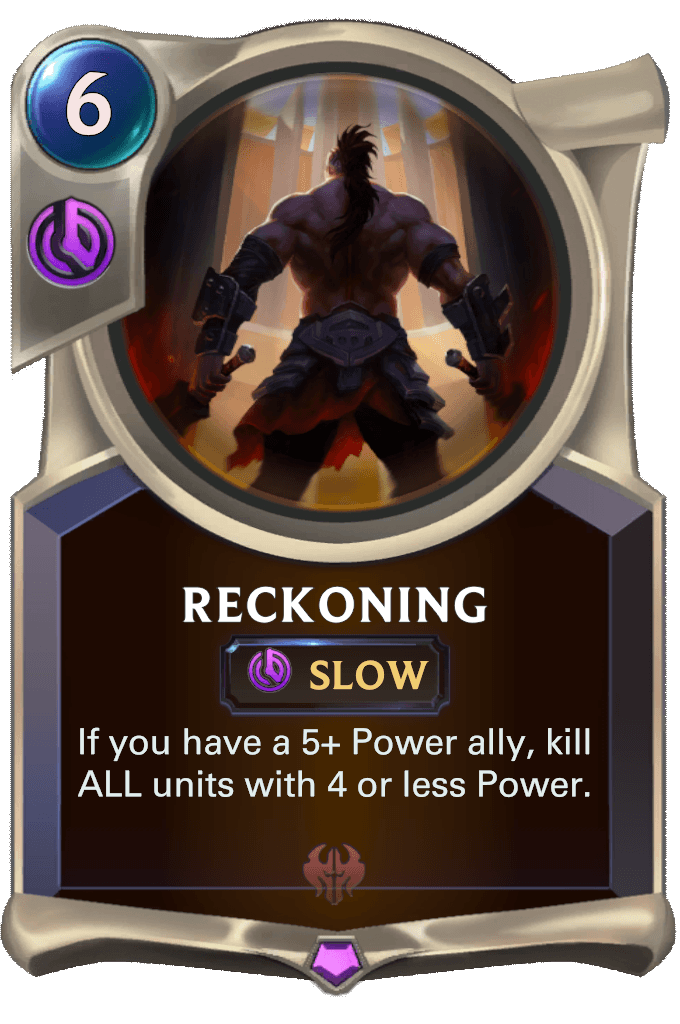 6
RECKONING
SLOW
If you have a 5+ Power ally, kill
ALL units with 4 or less Power.